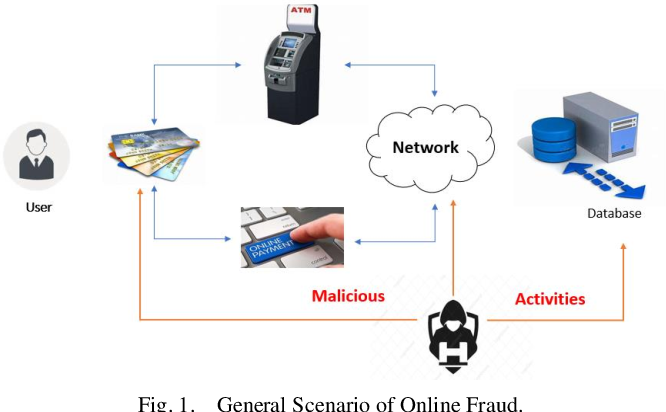 ATM
Network
User
Database
ONLINE
PAYMENT
Malicious
Activities
H
Fig. 1. General Scenario of Online Fraud.